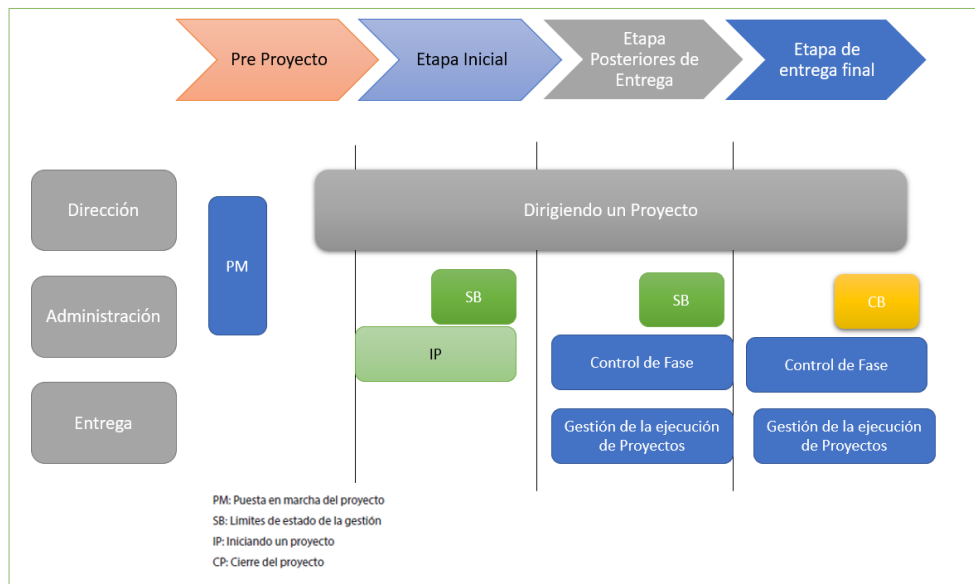 Pre Proyecto
Etapa Inicial
Etapa
Posteriores de
Entrega
Etapa de
entrega final
Dirección
Dirigiendo un Proyecto
PM
Administración
SB
SB
CB
IP
Control de Fase
Control de Fase
Entrega
Gestión de la ejecución
de Proyectos
Gestión de la ejecución
de Proyectos
PM: Puesta en marcha del proyecto
SB: Limites de estado de la gestión
IP: Iniciando un proyecto
CP: Cierre del proyecto